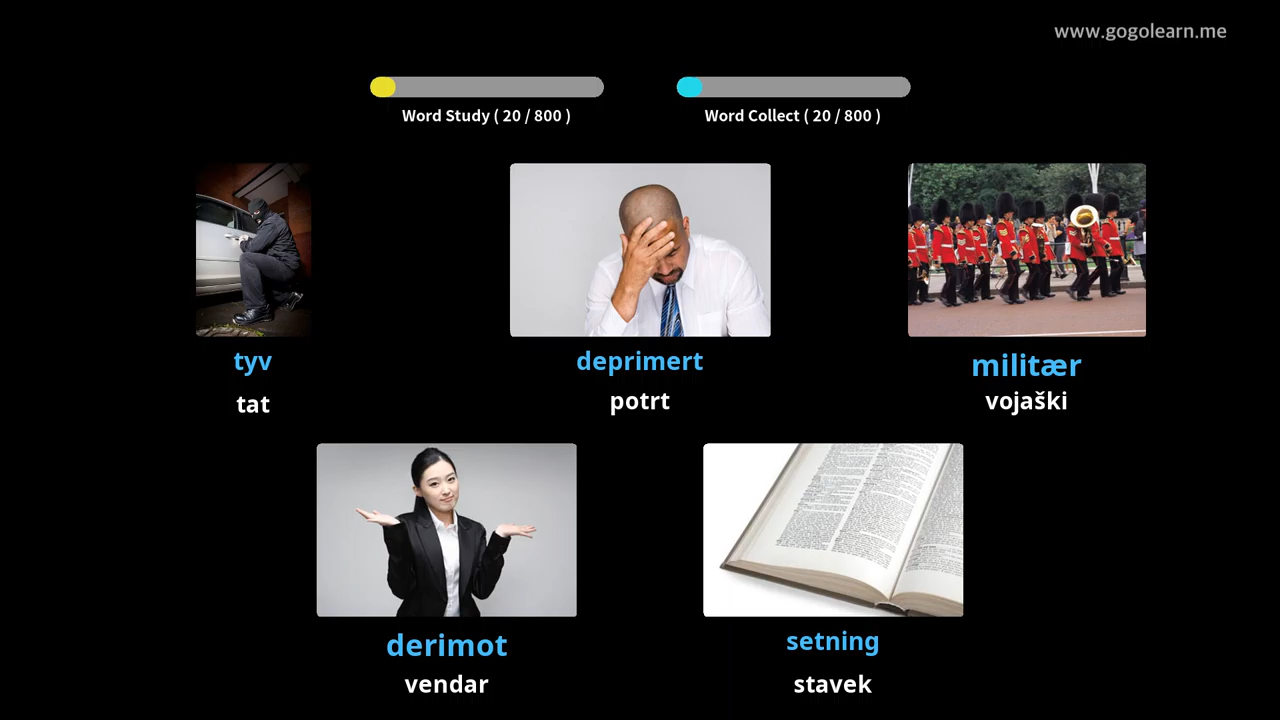 www.gogolearn.me
Word Study ( 20 / 800 )
Word Collect ( 20 / 800 )
tyv
tat
deprimert
potrt
militær
vojaški
derimot
vendar
setning
stavek